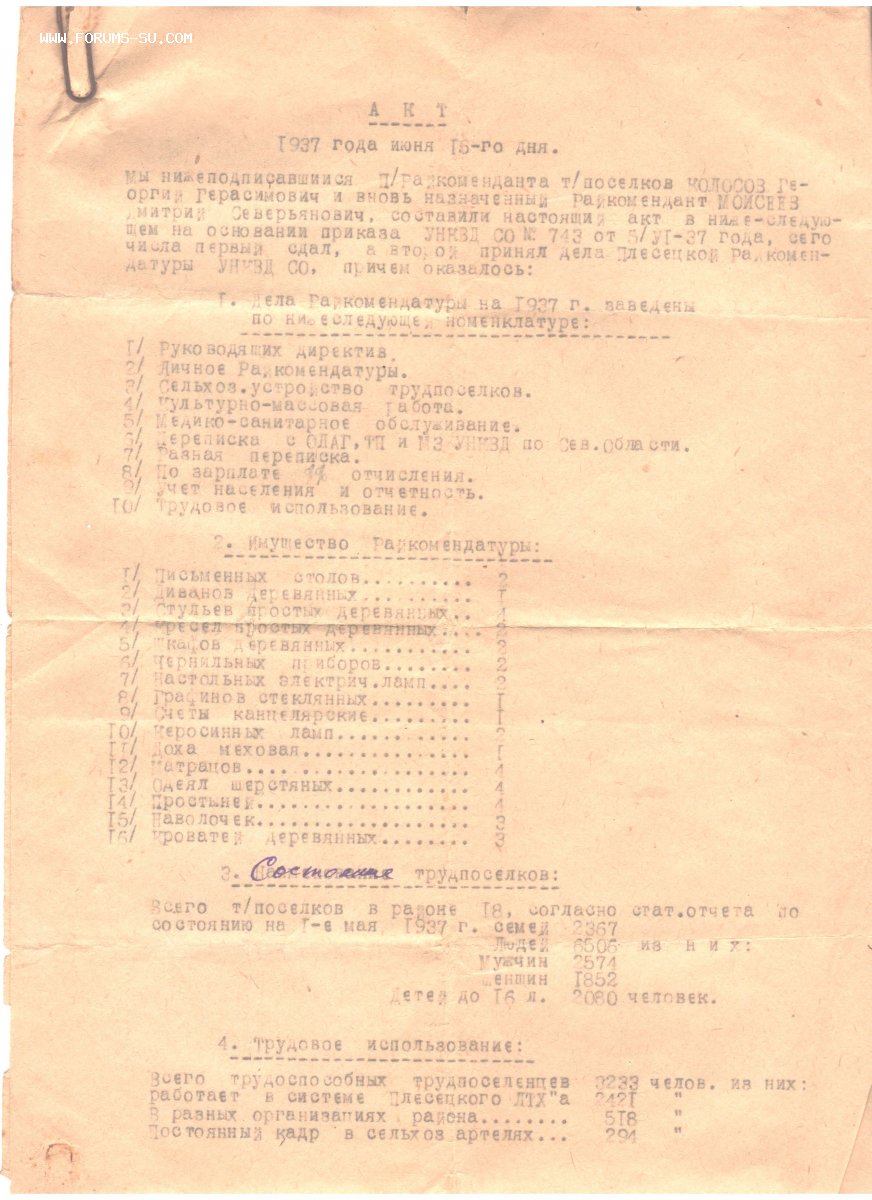 WWW.FORUMS-SU.COM
А К Т
1937 года июня 15-го дня.
Мы нижеподписавшиися П/Райкоменданта т/поселков КОЛОСОВ Ге-
оргий Герасимович и вновь назначенный Райкомендант МОИСЕЕВ
Дмитрий Северьянович, составили настоящий акт в ниже-следую-
щем на основании приказа УНКВД СО № 743 от 5/УІ-37 года, сего
числа первый сдал, а второй принял дела Плесецкой Райкомен-
датуры УНКВД СО, причем оказалось:
I. Дела Райкомендатуры на I937 г. заведены
по нижеследующей номенклатуре:
I/ Руководящих директив.
2/ Личное Райкомендатуры.
3/ Сельхоз.устройство трудпоселков.
4/ Культурно-массовая работа.
5/ Медико-санитарное обслуживание.
6/ Переписка с ОЛАГ,ТП и МЗ УНКВД по Сев.Области.
7/ Разная переписка.
8/ По зарплате %% отчисления.
9/ Учет населения и отчетность.
IO/ Трудовое использование.
2. Имущество Райкомендатуры:
I/ Письменных столов.......... 2
2/ Диванов деревянных.......... I
3/ Стульев простых деревянных.. 4
4/ Кресел простых деревянных.... 2
5/ Шкафов деревянных........... 2
6/ Чернильных приборов........ 2
7/ Настольных электрич.ламп.... 2
8/ Графинов стеклянных......... I
9/ Счеты канцелярские......... I
IO/ Керосинных ламп............ 2
II/ Доха меховая............... I
I2/ Матрацов.................... 4
I3/ Одеял шерстяных............ 4
I4/ Простыней................... 4
I5/ Наволочек................... 3
I6/ Кроватей деревянных........ 3
3. Состояние трудпоселков:
Всего т/поселков в районе I8, согласно стат.отчета по
состоянию на I-е мая I937 г. семей 2367
Людей 6506 из н и х:
Мужчин 2574
Женщин I852
Детей до I6 л. 2080 человек.
4. Трудовое использование:
Всего трудоспособных трудпоселенцев 3233 челов. из них:
работает в системе Плесецкого ЛТХ"а 242I "
В разных организациях района......... 5I8 "
Постоянный кадр в сельхоз артелях... 294 "